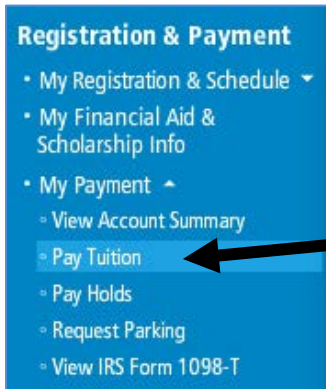 Registration & Payment
• My Registration & Schedule
• My Financial Aid &
Scholarship Info
• My Payment
◦ View Account Summary
◦ Pay Tuition
◦ Pay Holds
◦ Request Parking
◦ View IRS Form 1098-T